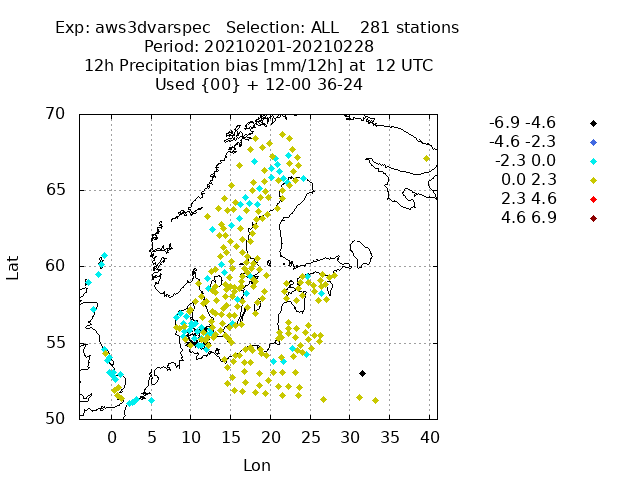 Exp: aws3dvarspec   Selection: ALL    281 stations
Period: 20210201-20210228
12h Precipitation bias [mm/12h] at  12 UTC
Used {00} + 12-00 36-24
-6.9 -4.6
-4.6 -2.3
-2.3 0.0
0.0 2.3
2.3 4.6
4.6 6.9
70
65
60
55
50
Lat
0 5 10 15 20 25 30 35 40
Lon